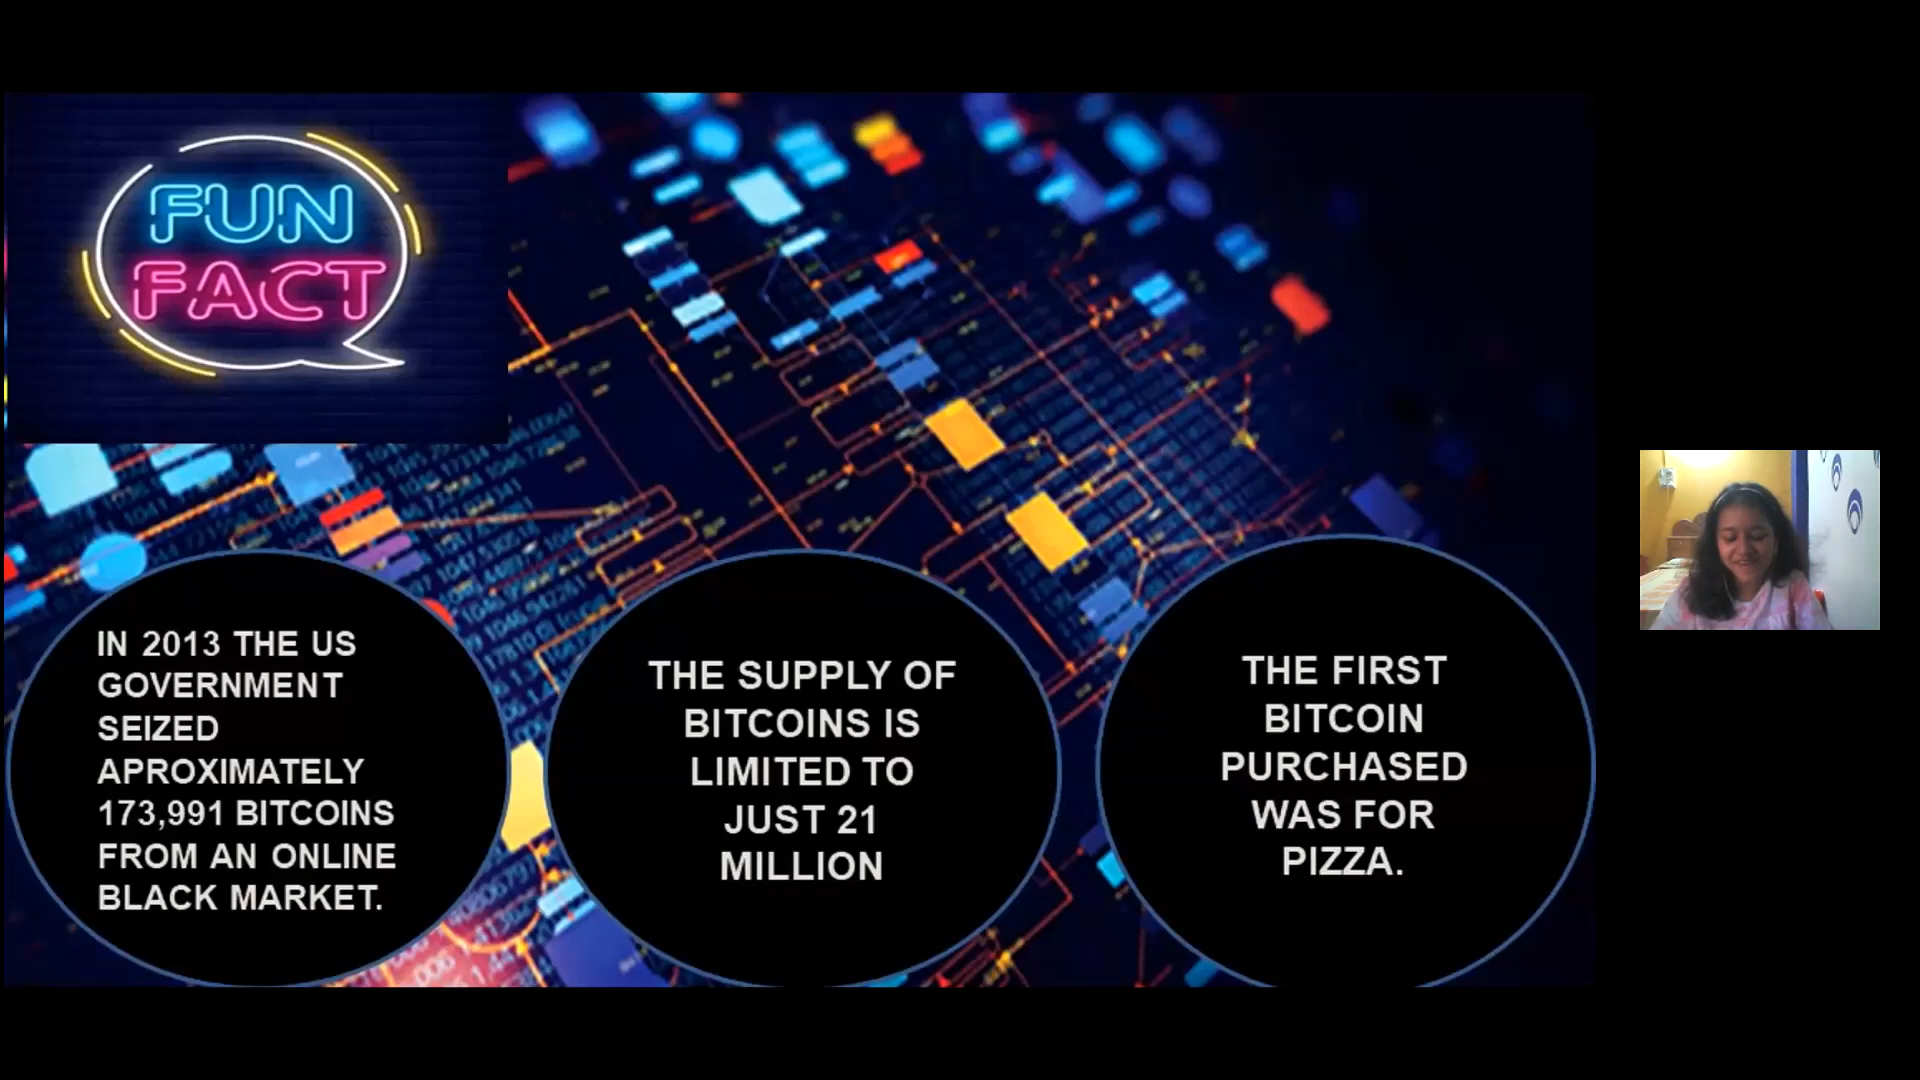 FUN
FACT
IN 2013 THE US
GOVERNMENT
SEIZED
APROXIMATELY
173,991 BITCOINS
FROM AN ONLINE
BLACK MARKET.
THE SUPPLY OF
BITCOINS IS
LIMITED TO
JUST 21
MILLION
THE FIRST
BITCOIN
PURCHASED
WAS FOR
PIZZA.